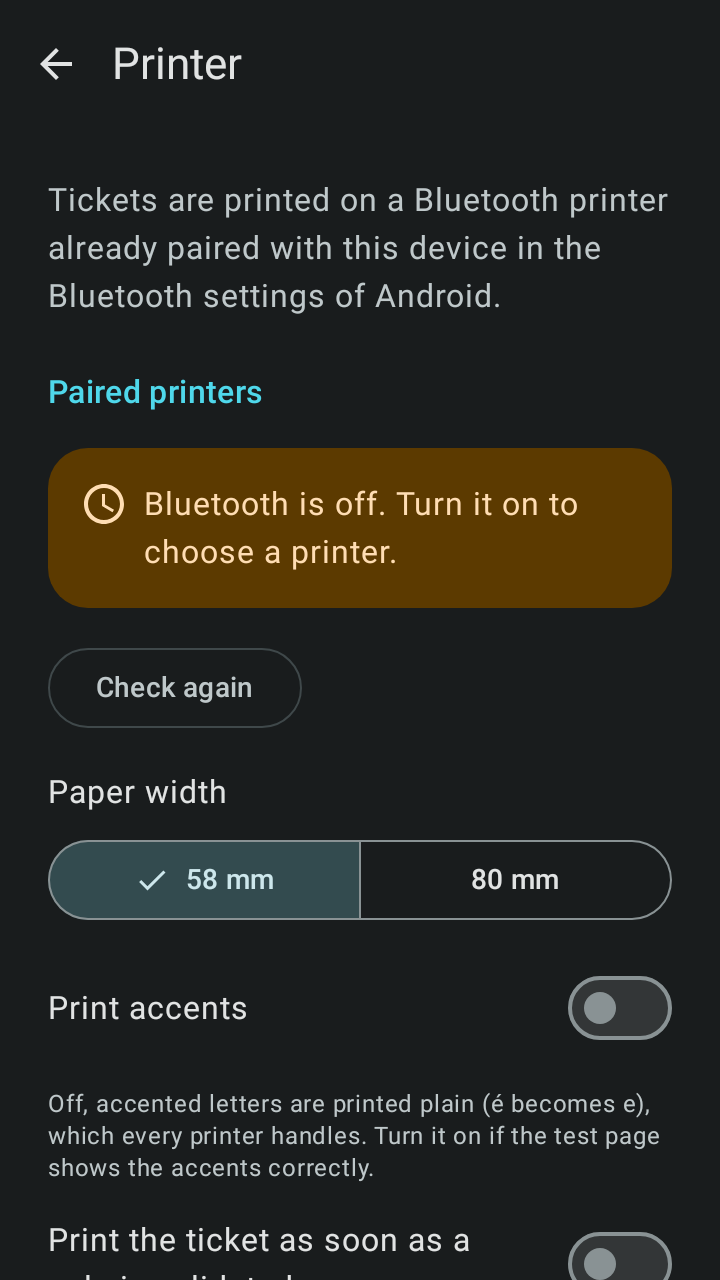 Printer
Tickets are printed on a Bluetooth printer
already paired with this device in the
Bluetooth settings of Android.
Paired printers
Bluetooth is off. Turn it on to
choose a printer.
Check again
Paper width
58 mm
80 mm
Print accents
Off, accented letters are printed plain (é becomes e),
which every printer handles. Turn it on if the test page
shows the accents correctly.
Print the ticket as soon as a